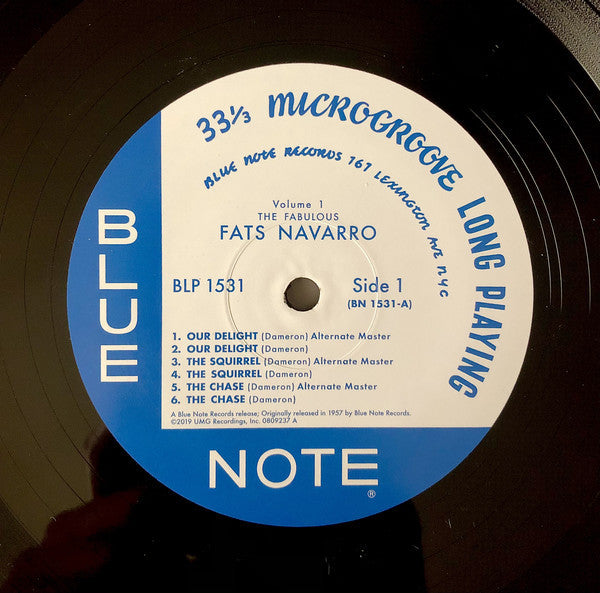 33⅓ MICROGROOVE LONG PLAYING
BLUE NOTE RECORDS 767 LEXINGTON AVE NYC
Volume 1
THE FABULOUS
FATS NAVARRO
BLP 1531
Side 1
(BN 1531-A)
1. OUR DELIGHT (Dameron) Alternate Master
2. OUR DELIGHT (Dameron)
3. THE SQUIRREL (Dameron) Alternate Master
4. THE SQUIRREL (Dameron)
5. THE CHASE (Dameron) Alternate Master
6. THE CHASE (Dameron)
A Blue Note Records release; Originally released in 1957 by Blue Note Records.
©2019 UMG Recordings, Inc. 0809237 A
BLUE
NOTE®